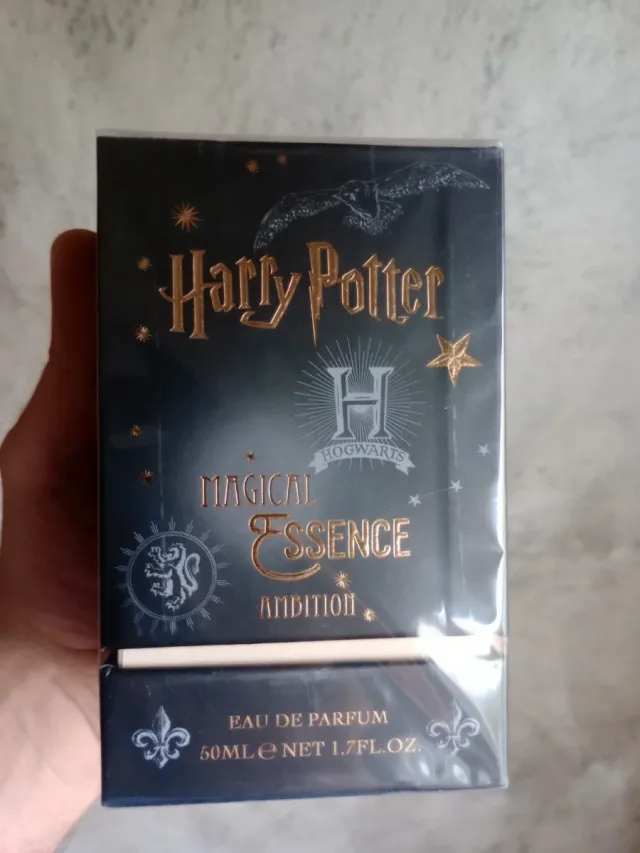 Harry Potter
H
HOGWARTS
MAGICAL
ESSENCE
AMBITION
EAU DE PARFUM
50ML ℮ NET 1.7FL.OZ.